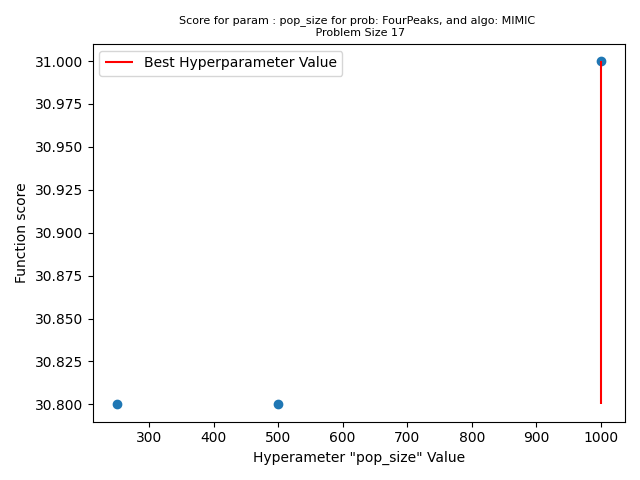 Score for param : pop_size for prob: FourPeaks, and algo: MIMIC
Problem Size 17
Best Hyperparameter Value
31.000
30.975
30.950
30.925
30.900
30.875
30.850
30.825
30.800
Function score
300 400 500 600 700 800 900 1000
Hyperameter "pop_size" Value